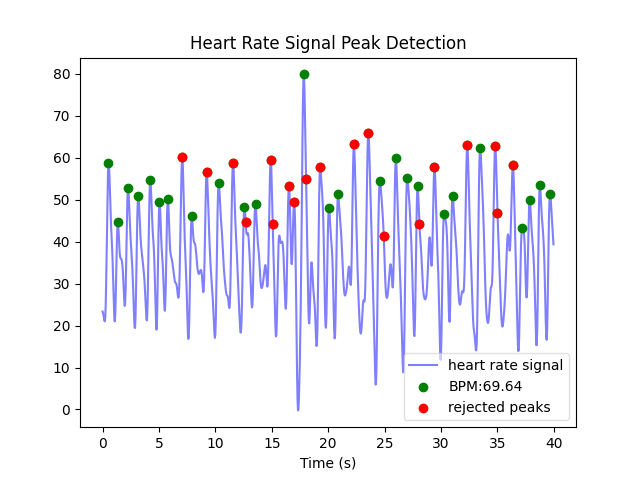 Heart Rate Signal Peak Detection
80
70
60
50
40
30
20
10
0
heart rate signal
BPM:69.64
rejected peaks
0 5 10 15 20 25 30 35 40
Time (s)